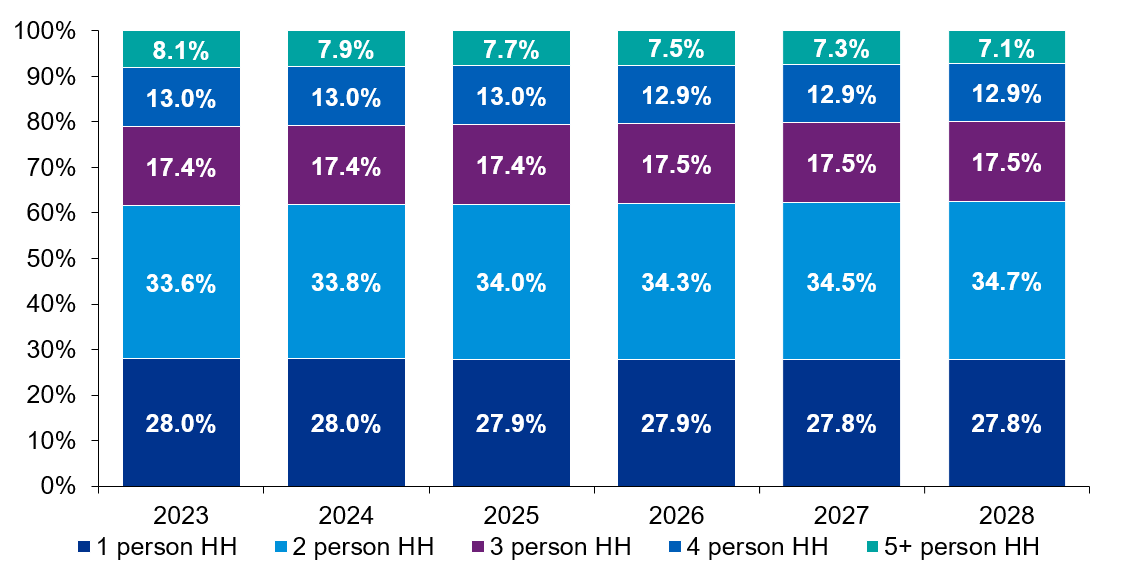 100%
8.1% 7.9% 7.7% 7.5% 7.3% 7.1%
90%
13.0% 13.0% 13.0% 12.9% 12.9% 12.9%
80%
17.4% 17.4% 17.4% 17.5% 17.5% 17.5%
70%
60%
50%
33.6% 33.8% 34.0% 34.3% 34.5% 34.7%
40%
30%
20%
28.0% 28.0% 27.9% 27.9% 27.8% 27.8%
10%
0%
2023 2024 2025 2026 2027 2028
1 person HH 2 person HH 3 person HH 4 person HH 5+ person HH